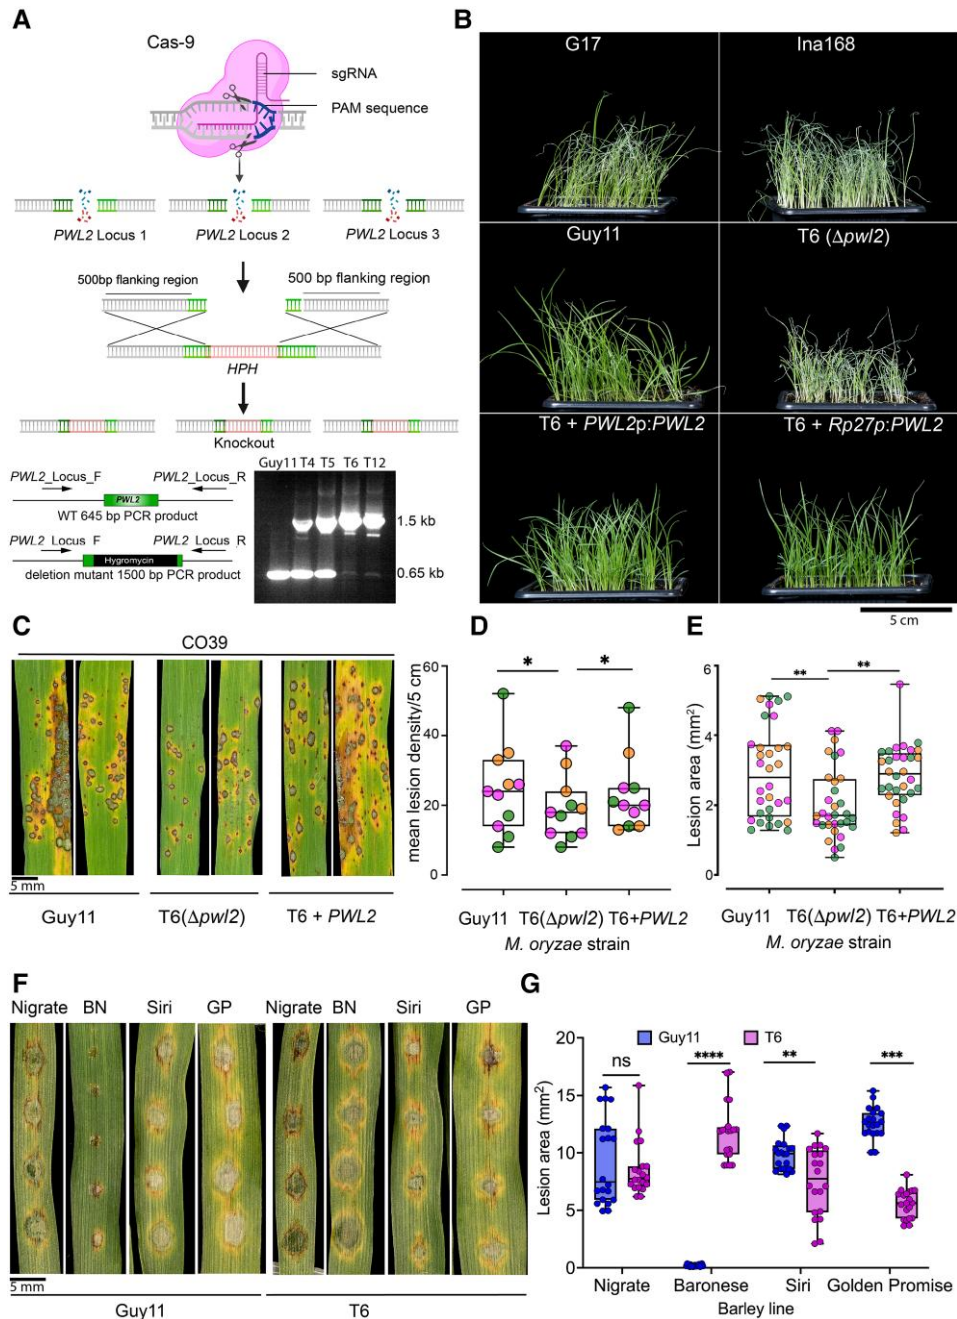 A
Cas-9
sgRNA
PAM sequence
PWL2 Locus 1
PWL2 Locus 2
PWL2 Locus 3
500bp flanking region
500 bp flanking region
HPH
Knockout
PWL2_Locus_F
PWL2_Locus_R
PWL2
WT 645 bp PCR product
PWL2_Locus F
PWL2_Locus R
Hygromycin
deletion mutant 1500 bp PCR product
Guy11 T4 T5 T6 T12
1.5 kb
0.65 kb
B
G17
Ina168
Guy11
T6 (Δpwl2)
T6 + PWL2p:PWL2
T6 + Rp27p:PWL2
5 cm
C
CO39
5 mm
Guy11
T6(Δpwl2)
T6 + PWL2
D
mean lesion density/5 cm
60
40
20
0
*
*
Guy11 T6(Δpwl2) T6+PWL2
M. oryzae strain
E
Lesion area (mm²)
6
4
2
0
**
**
Guy11 T6(Δpwl2) T6+PWL2
M. oryzae strain
F
Nigrate BN Siri GP Nigrate BN Siri GP
5 mm
Guy11
T6
G
Guy11
T6
Lesion area (mm²)
20
15
10
5
0
ns
****
**
***
Nigrate Baronese Siri Golden Promise
Barley line